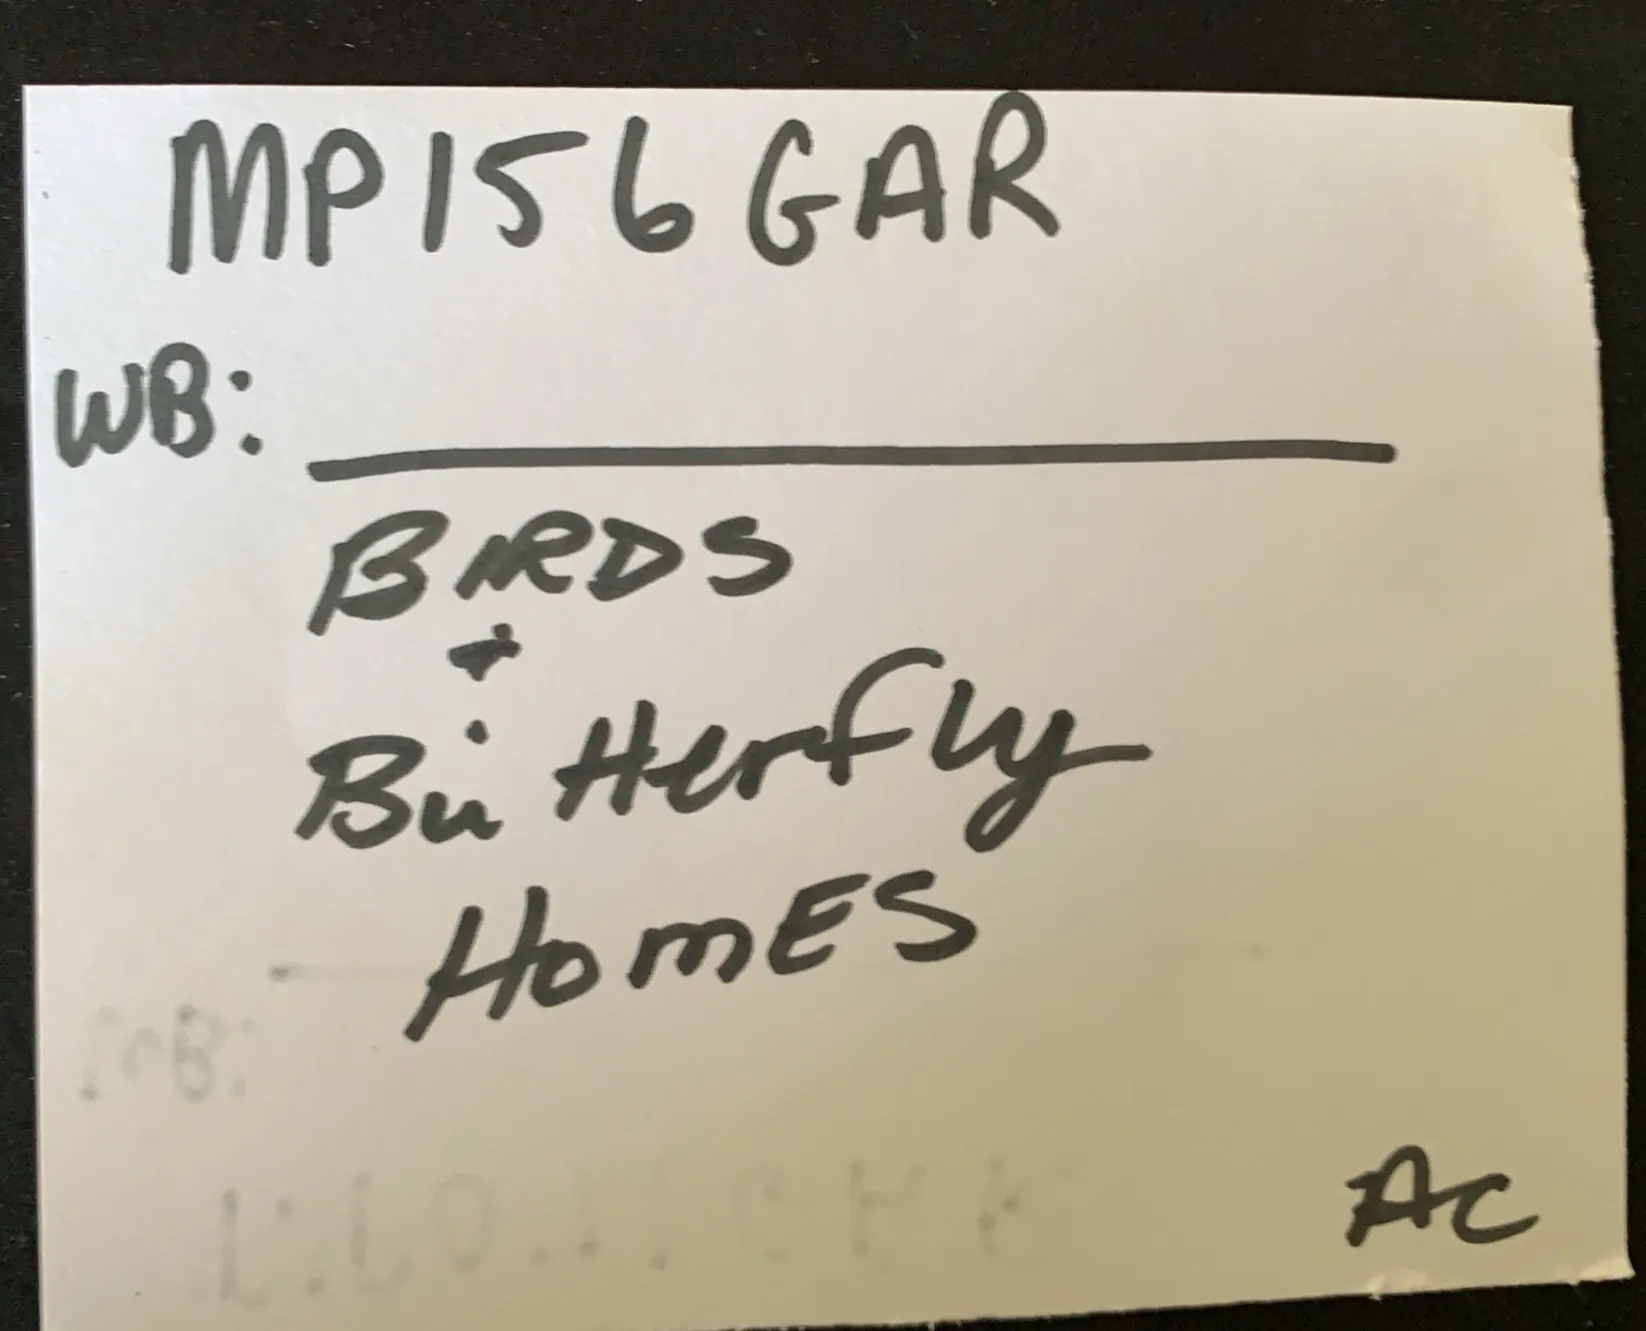 MP156GAR
WB:
BIRDS
+
Butterfly
HomES
AC